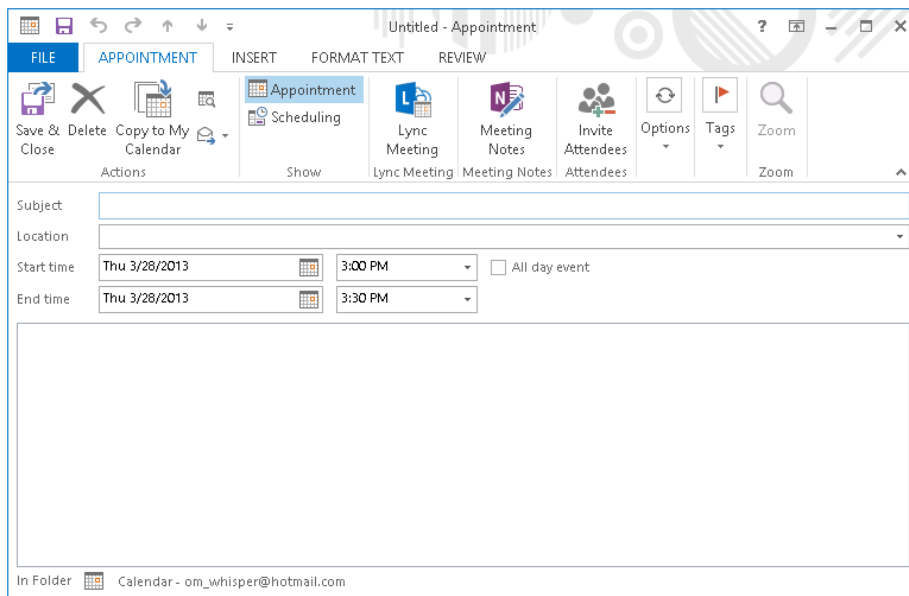 Untitled - Appointment ?
FILE APPOINTMENT INSERT FORMAT TEXT REVIEW
Save & Close
Delete
Copy to My Calendar
Actions
Appointment
Scheduling
Show
Lync Meeting
Lync Meeting
Meeting Notes
Meeting Notes
Invite Attendees
Attendees
Options
Tags
Zoom
Zoom
Subject
Location
Start time Thu 3/28/2013 3:00 PM All day event
End time Thu 3/28/2013 3:30 PM
In Folder Calendar - om_whisper@hotmail.com